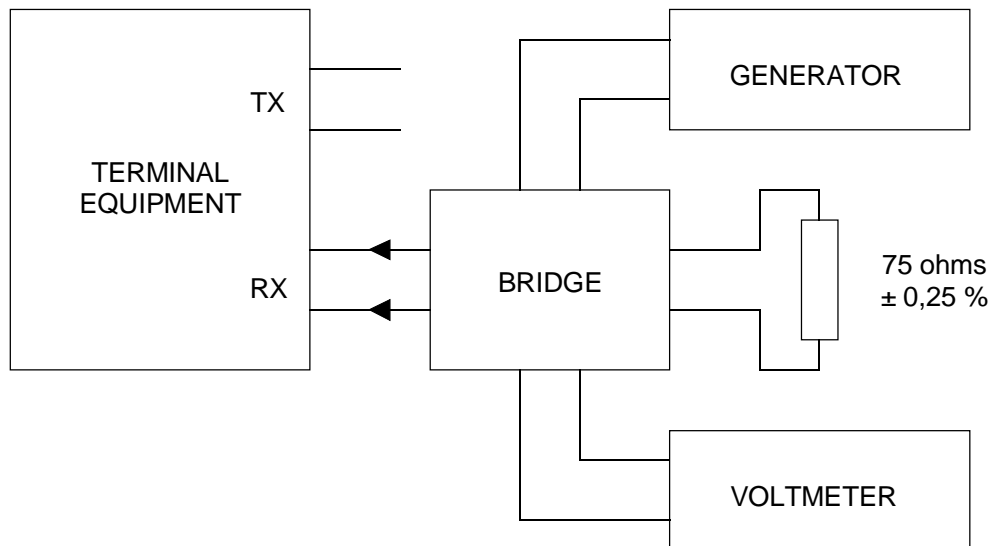 GENERATOR
TX
TERMINAL
EQUIPMENT
RX
BRIDGE
75 ohms
± 0,25 %
VOLTMETER